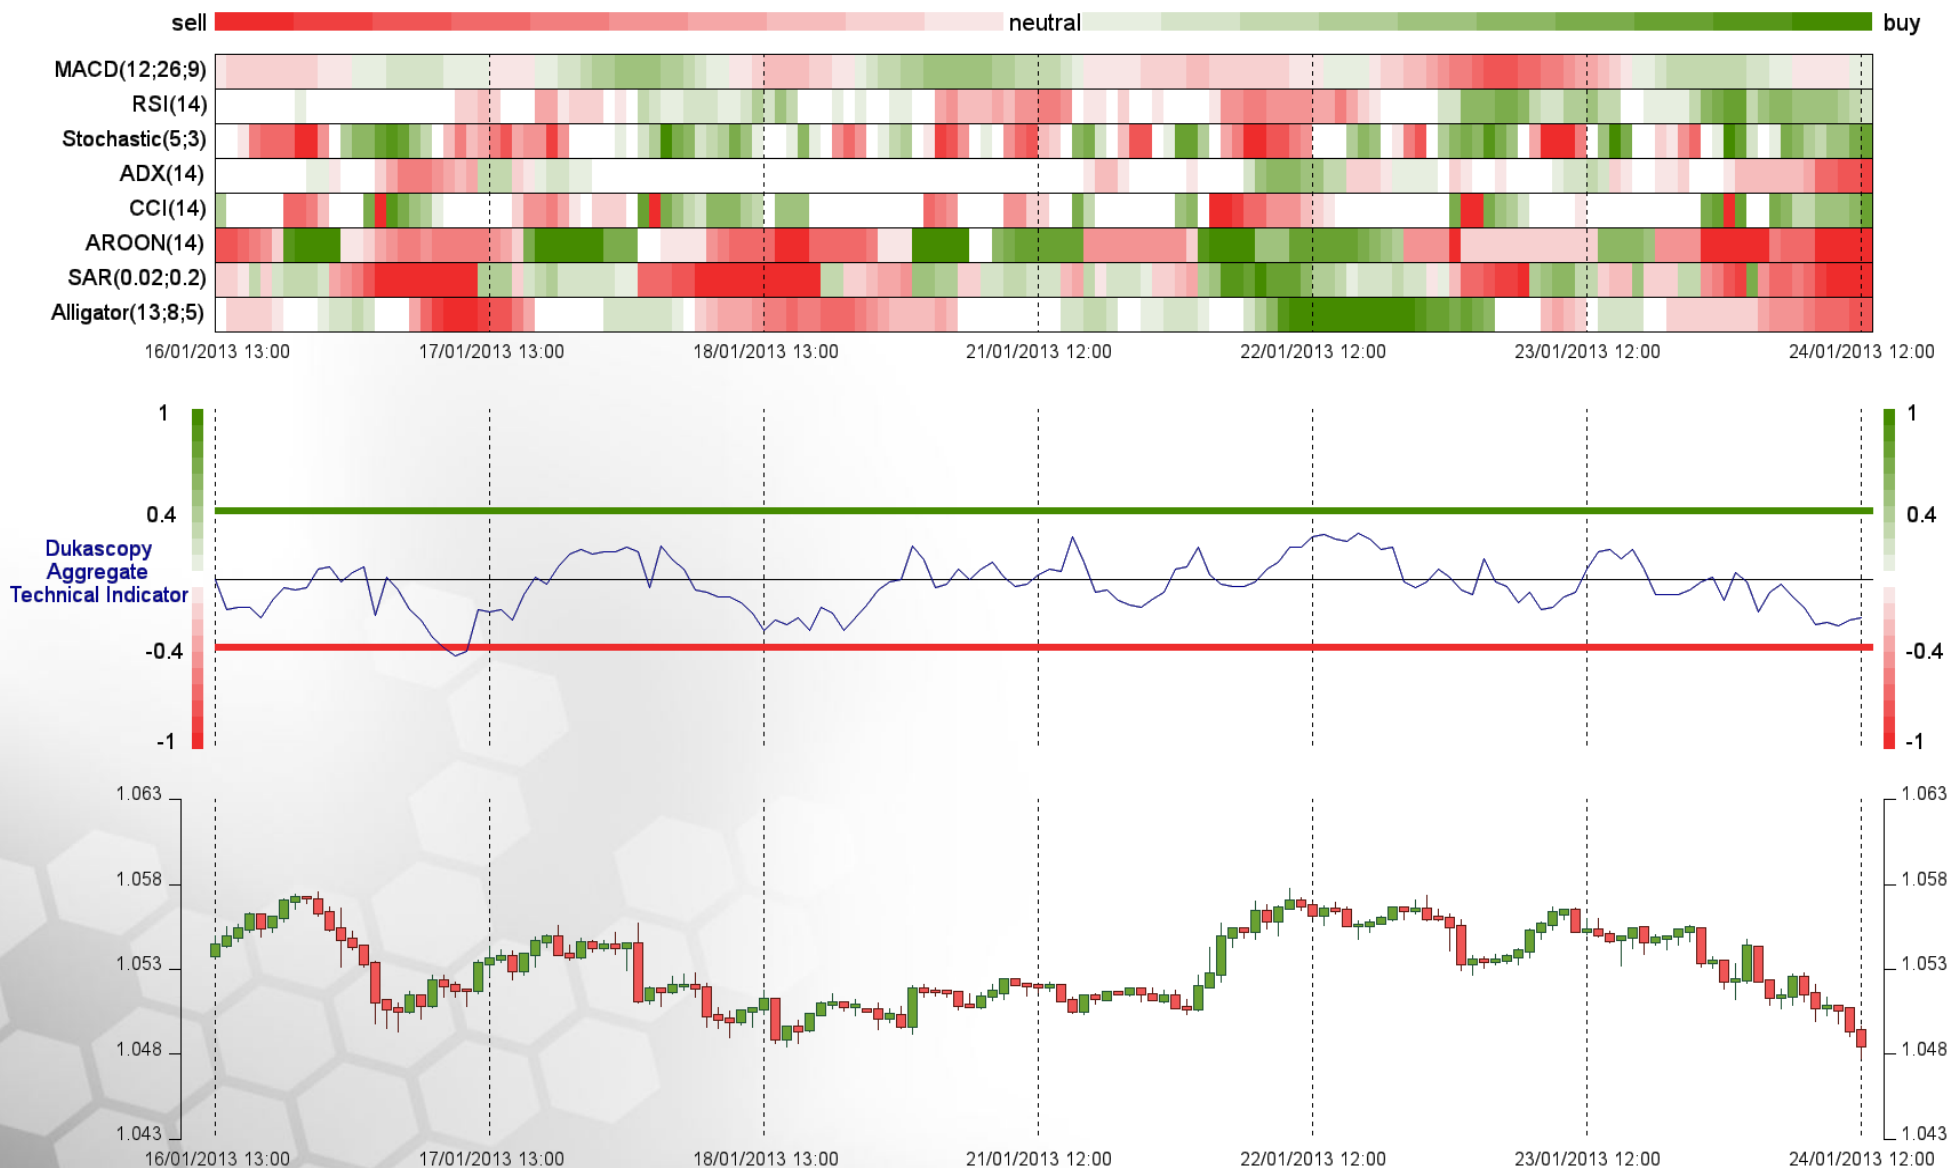 sell neutral buy
MACD(12;26;9)
RSI(14)
Stochastic(5;3)
ADX(14)
CCI(14)
AROON(14)
SAR(0.02;0.2)
Alligator(13;8;5)
16/01/2013 13:00 17/01/2013 13:00 18/01/2013 13:00 21/01/2013 12:00 22/01/2013 12:00 23/01/2013 12:00 24/01/2013 12:00
1 1
0.4 0.4
Dukascopy
Aggregate
Technical Indicator
-0.4 -0.4
-1 -1
1.063 1.063
1.058 1.058
1.053 1.053
1.048 1.048
1.043 1.043
16/01/2013 13:00 17/01/2013 13:00 18/01/2013 13:00 21/01/2013 12:00 22/01/2013 12:00 23/01/2013 12:00 24/01/2013 12:00